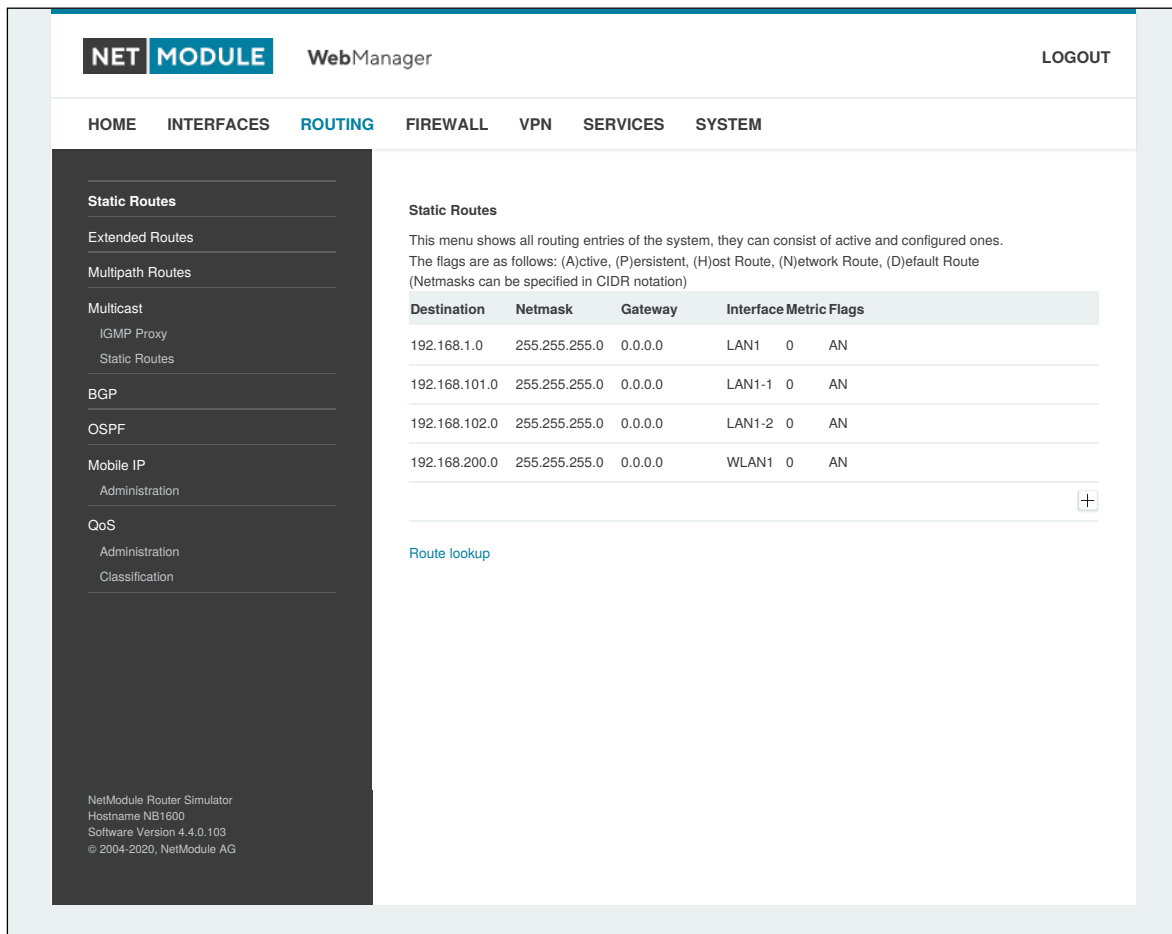 NET MODULE WebManager LOGOUT
HOME INTERFACES ROUTING FIREWALL VPN SERVICES SYSTEM
Static Routes
Extended Routes
Multipath Routes
Multicast
IGMP Proxy
Static Routes
BGP
OSPF
Mobile IP
Administration
QoS
Administration
Classification
NetModule Router Simulator
Hostname NB1600
Software Version 4.4.0.103
© 2004-2020, NetModule AG
Static Routes
This menu shows all routing entries of the system, they can consist of active and configured ones.
The flags are as follows: (A)ctive, (P)ersistent, (H)ost Route, (N)etwork Route, (D)efault Route
(Netmasks can be specified in CIDR notation)
Destination Netmask Gateway Interface Metric Flags
192.168.1.0 255.255.255.0 0.0.0.0 LAN1 0 AN
192.168.101.0 255.255.255.0 0.0.0.0 LAN1-1 0 AN
192.168.102.0 255.255.255.0 0.0.0.0 LAN1-2 0 AN
192.168.200.0 255.255.255.0 0.0.0.0 WLAN1 0 AN
Route lookup